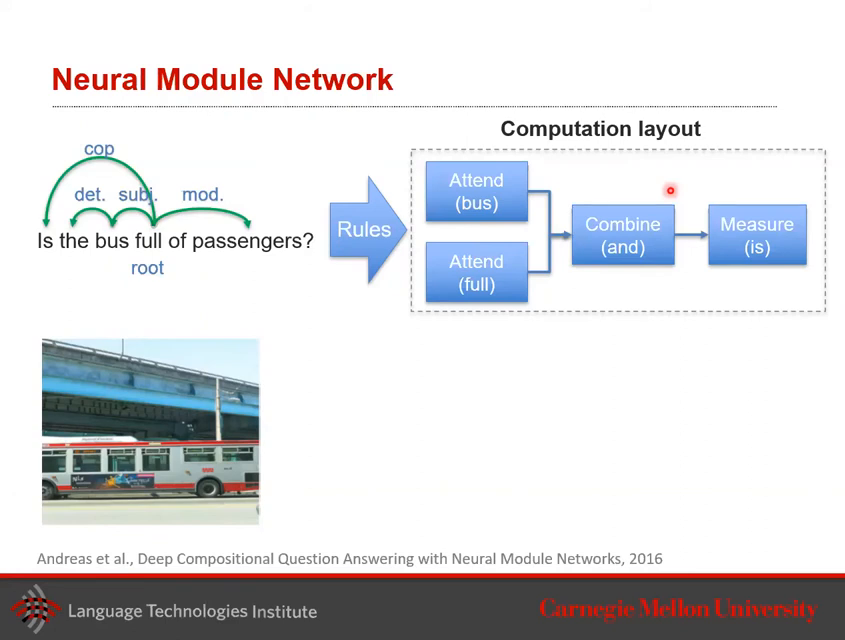 Neural Module Network
Computation layout
cop
det. subj. mod.
Is the bus full of passengers?
root
Rules
Attend
(bus)
Attend
(full)
Combine
(and)
Measure
(is)
Andreas et al., Deep Compositional Question Answering with Neural Module Networks, 2016
Language Technologies Institute
Carnegie Mellon University